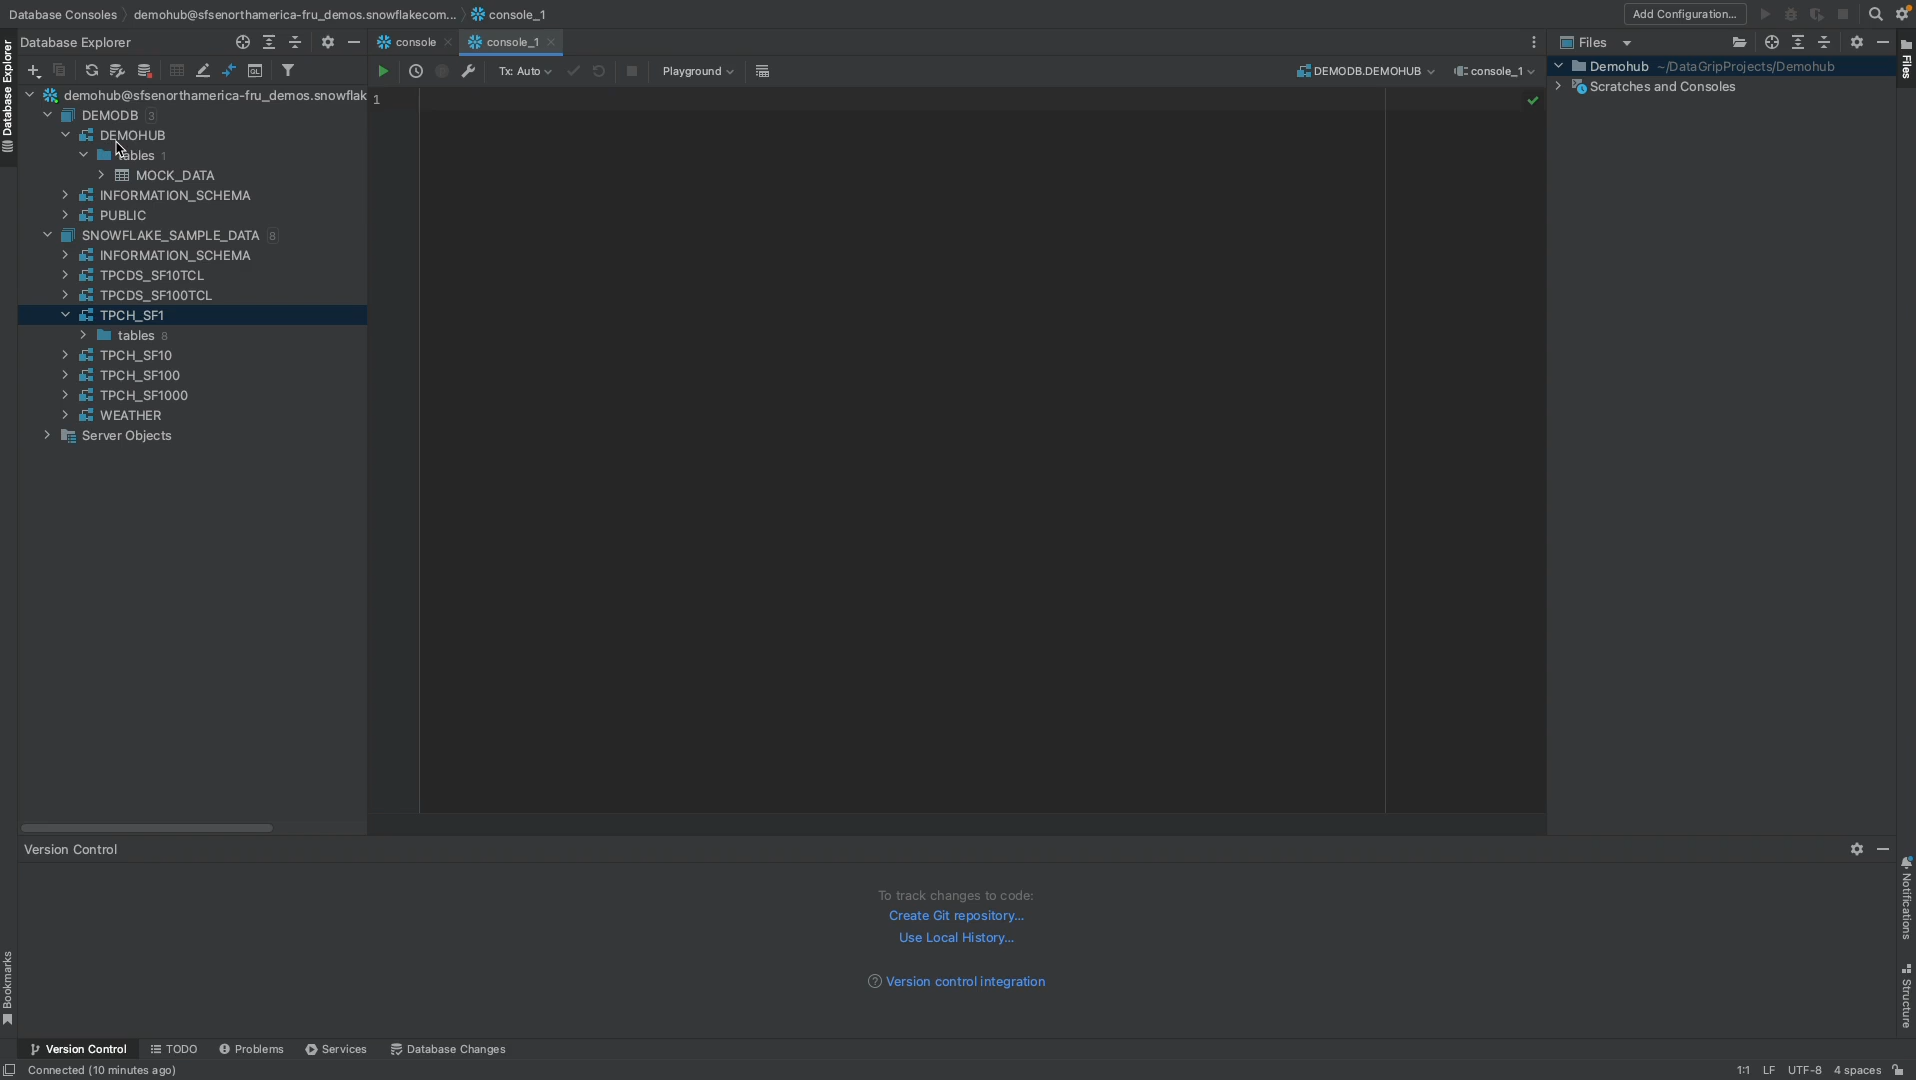 Database Consoles demohub@sfsenorthamerica-fru_demos.snowflakecom... console_1
Add Configuration...
Database Explorer
console
console_1
Files
Tx: Auto
Playground
DEMODB.DEMOHUB
console_1
Demohub ~/DataGripProjects/Demohub
Scratches and Consoles
demohub@sfsenorthamerica-fru_demos.snowflak
DEMODB 3
DEMOHUB
tables 1
MOCK_DATA
INFORMATION_SCHEMA
PUBLIC
SNOWFLAKE_SAMPLE_DATA 8
INFORMATION_SCHEMA
TPCDS_SF10TCL
TPCDS_SF100TCL
TPCH_SF1
tables 8
TPCH_SF10
TPCH_SF100
TPCH_SF1000
WEATHER
Server Objects
1
Database Explorer
Bookmarks
Files
Notifications
Structure
Version Control
To track changes to code:
Create Git repository...
Use Local History...
? Version control integration
Version Control
TODO
Problems
Services
Database Changes
Connected (10 minutes ago)
1:1 LF UTF-8 4 spaces